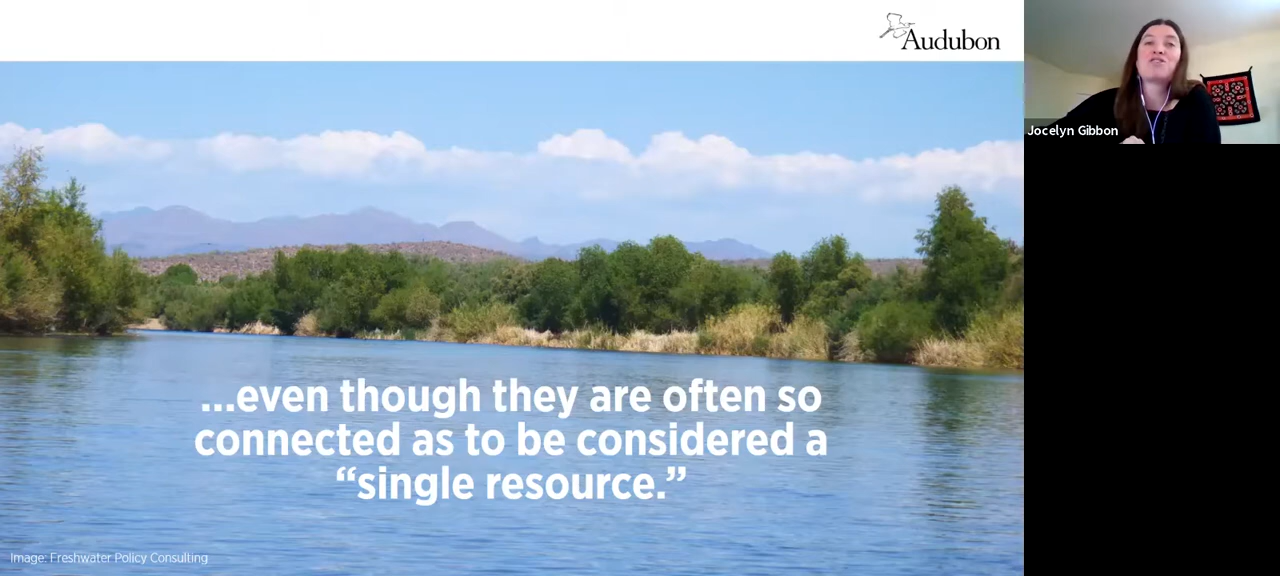 Audubon
Jocelyn Gibbon
...even though they are often so
connected as to be considered a
“single resource.”
Image: Freshwater Policy Consulting